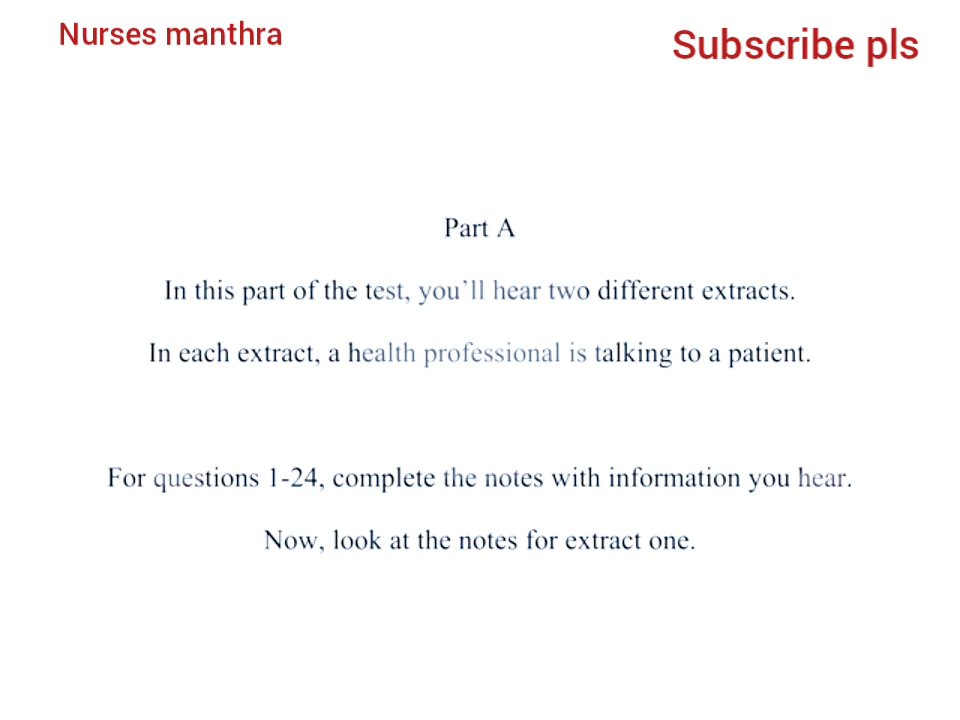 Nurses manthra
Subscribe pls
Part A
In this part of the test, you'll hear two different extracts.
In each extract, a health professional is talking to a patient.
For questions 1-24, complete the notes with information you hear.
Now, look at the notes for extract one.